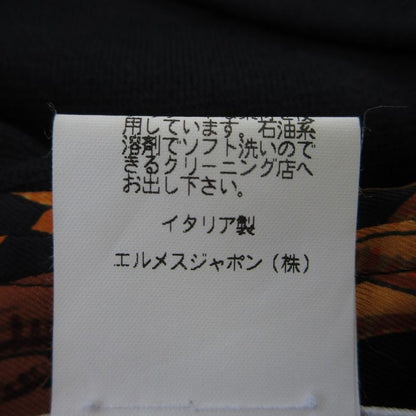 用しています。石油系
溶剤でソフト洗いので
きるクリーニング店へ
お出し下さい。
イタリア製
エルメスジャポン（株）